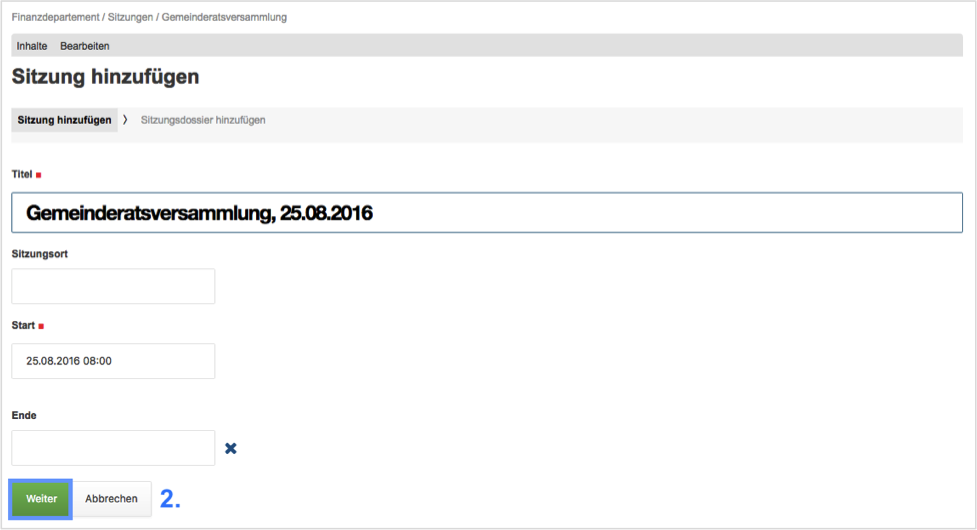 Finanzdepartement / Sitzungen / Gemeinderatsversammlung
Inhalte Bearbeiten
Sitzung hinzufügen
Sitzung hinzufügen 〉 Sitzungsdossier hinzufügen
Titel
Gemeinderatsversammlung, 25.08.2016
Sitzungsort
Start
25.08.2016 08:00
Ende
Weiter Abbrechen 2.